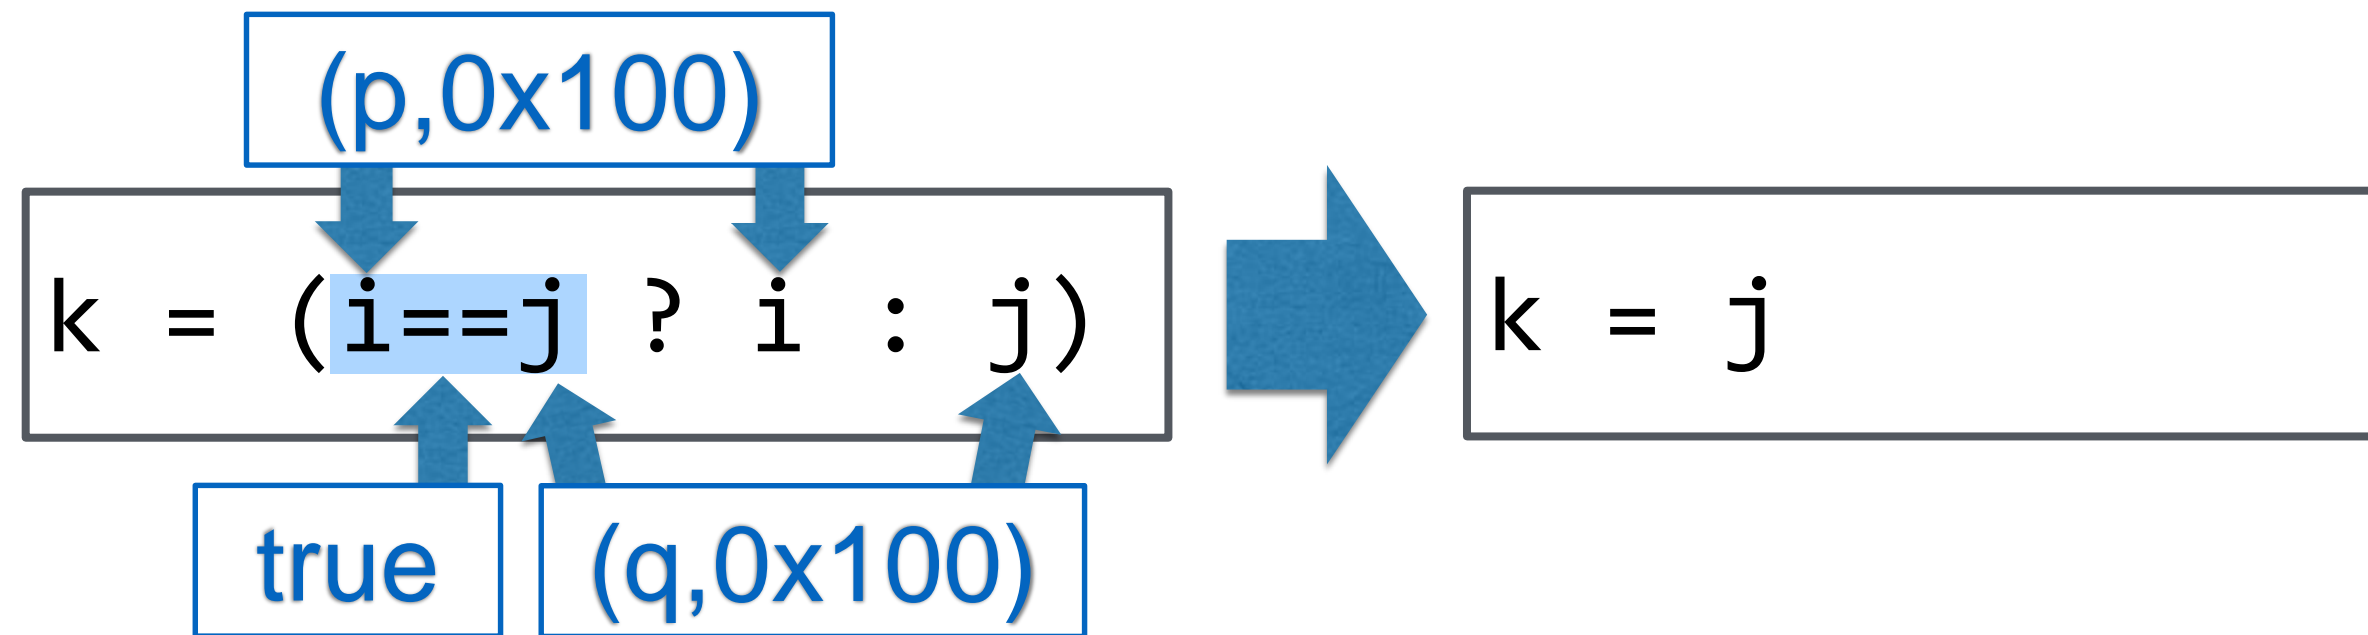 (p,0x100)
k = (i==j ? i : j)
k = j
true
(q,0x100)